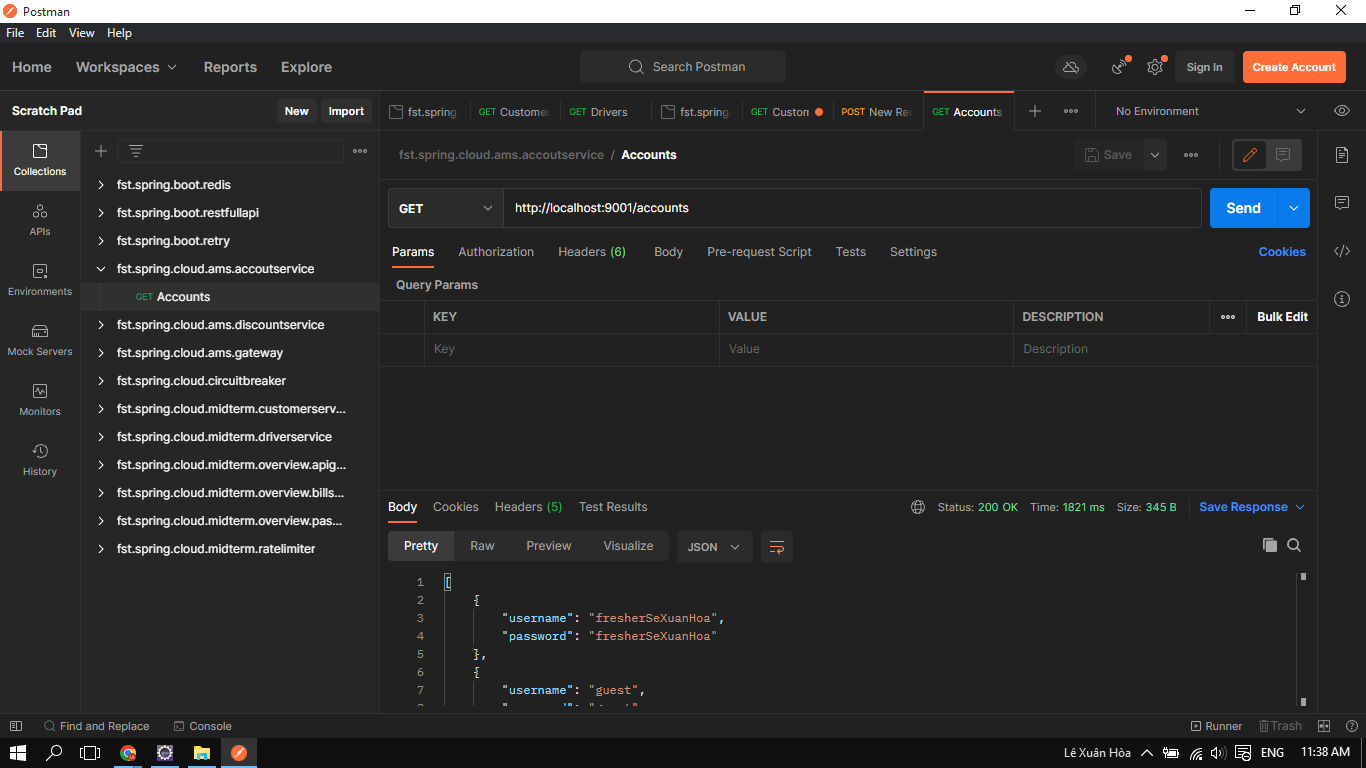 Postman
File Edit View Help
Home Workspaces Reports Explore Search Postman Sign In Create Account
Scratch Pad New Import
fst.spring. GET Customer GET Drivers fst.spring. GET Custom POST New Rec GET Accounts No Environment
Collections
APIs
Environments
Mock Servers
Monitors
History
fst.spring.boot.redis
fst.spring.boot.restfullapi
fst.spring.boot.retry
fst.spring.cloud.ams.accoutservice
GET Accounts
fst.spring.cloud.ams.discountservice
fst.spring.cloud.ams.gateway
fst.spring.cloud.circuitbreaker
fst.spring.cloud.midterm.customerserv...
fst.spring.cloud.midterm.driverservice
fst.spring.cloud.midterm.overview.apig...
fst.spring.cloud.midterm.overview.bills...
fst.spring.cloud.midterm.overview.pas...
fst.spring.cloud.midterm.ratelimiter
fst.spring.cloud.ams.accoutservice / Accounts Save
GET http://localhost:9001/accounts Send
Params Authorization Headers (6) Body Pre-request Script Tests Settings Cookies
Query Params
KEY VALUE DESCRIPTION Bulk Edit
Key Value Description
Body Cookies Headers (5) Test Results Status: 200 OK Time: 1821 ms Size: 345 B Save Response
Pretty Raw Preview Visualize JSON
1 [
2 {
3 "username": "fresherSeXuanHoa",
4 "password": "fresherSeXuanHoa"
5 },
6 {
7 "username": "guest",
Find and Replace Console Runner Trash
Lê Xuân Hòa ENG 11:38 AM